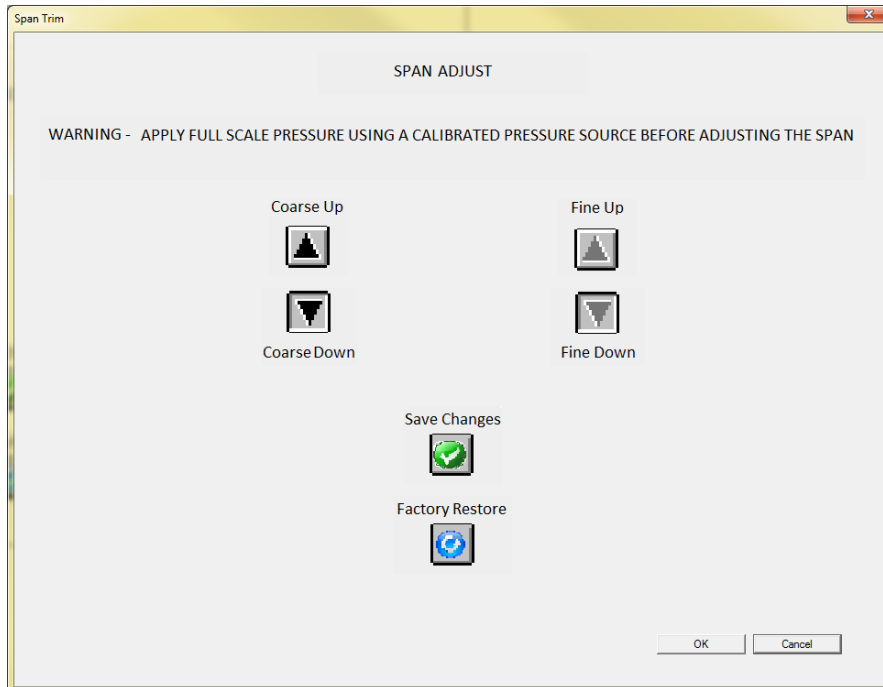 Span Trim
SPAN ADJUST
WARNING - APPLY FULL SCALE PRESSURE USING A CALIBRATED PRESSURE SOURCE BEFORE ADJUSTING THE SPAN
Coarse Up
Fine Up
Coarse Down
Fine Down
Save Changes
Factory Restore
OK
Cancel